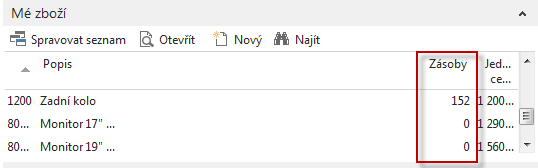 Mé zboží
Spravovat seznam Otevřít Nový Najít
Popis Zásoby Jed... ce...
1200 Zadní kolo 152 1 200...
80... Monitor 17" ... 0 1 290...
80... Monitor 19" ... 0 1 560...